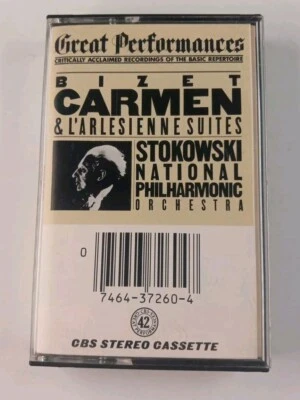 Great Performances
CRITICALLY ACCLAIMED RECORDINGS OF THE BASIC REPERTOIRE
BIZET
CARMEN
& L'ARLESIENNE SUITES
STOKOWSKI
NATIONAL
PHILHARMONIC
ORCHESTRA
0
7464-37260-4
42
CBS STEREO CASSETTE